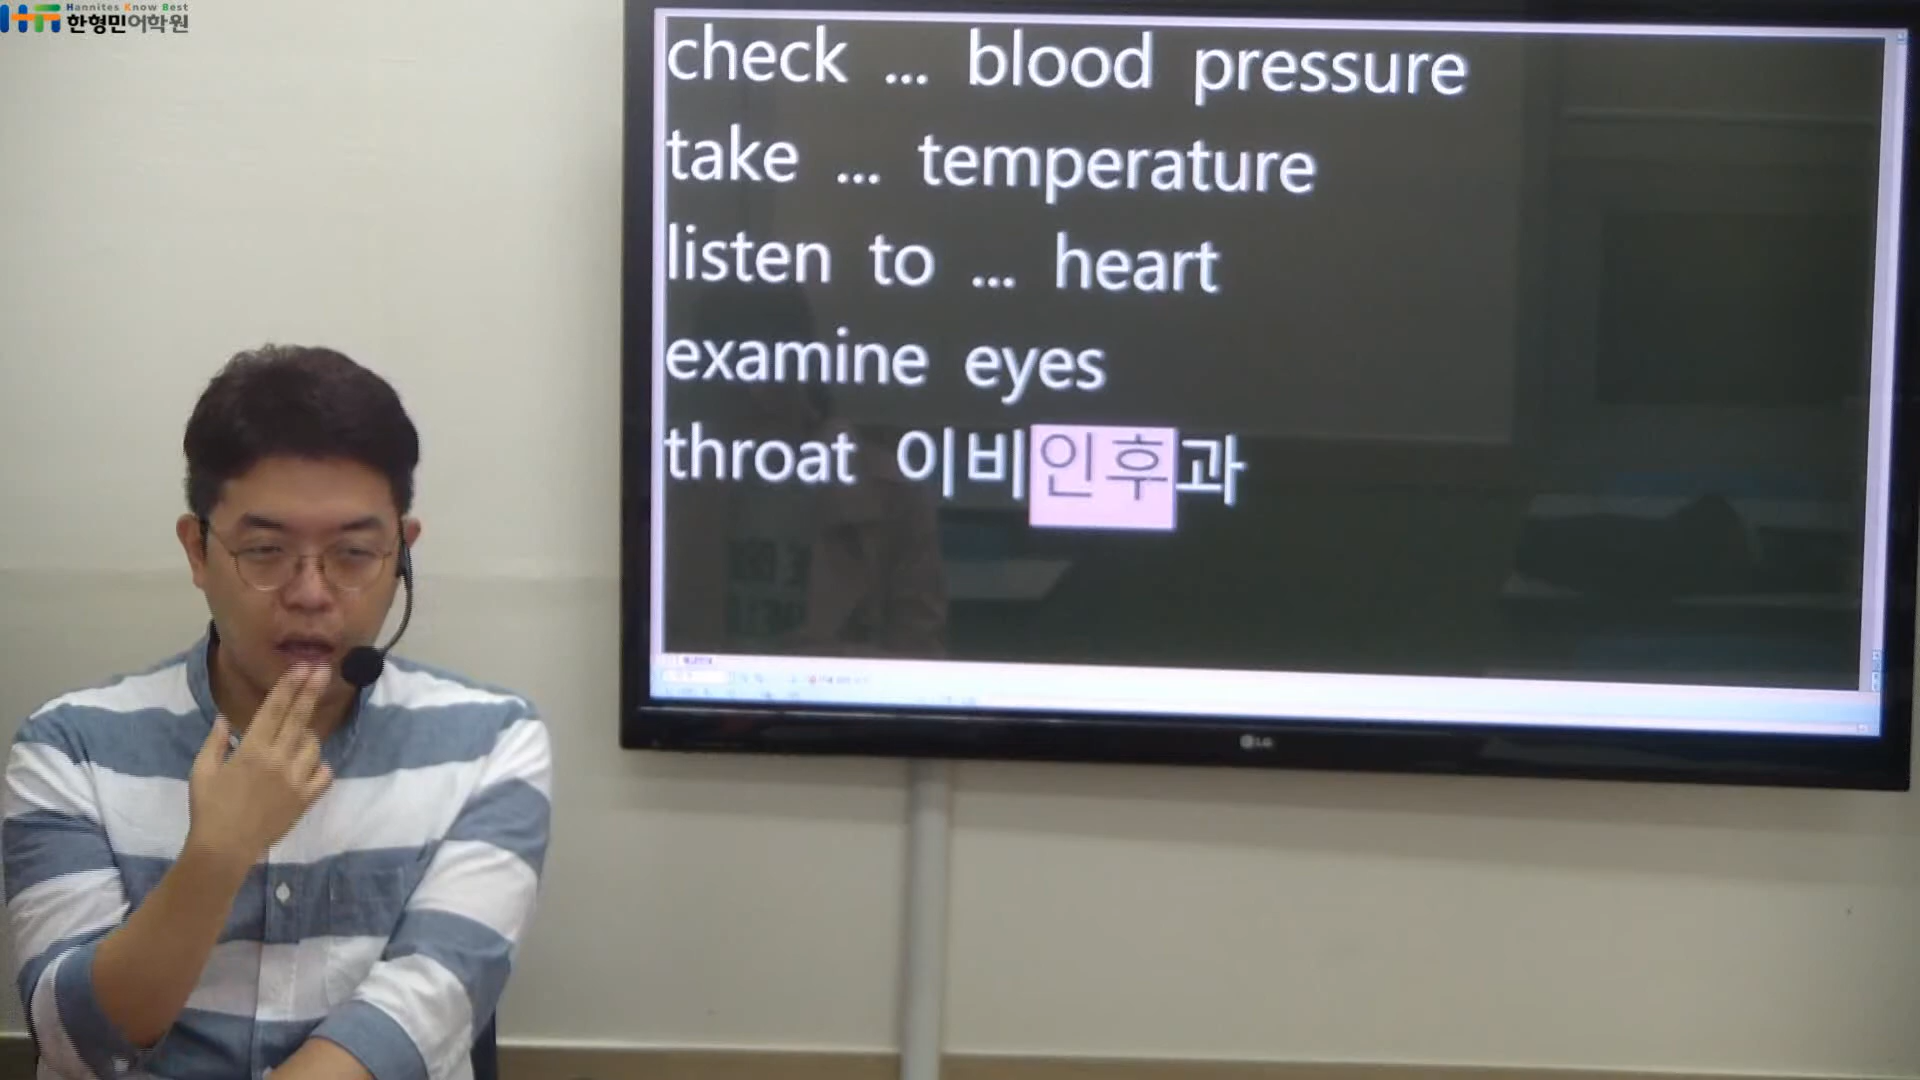 Hannites Know Best
한형민어학원
check ... blood pressure
take ... temperature
listen to ... heart
examine eyes
throat 이비인후과
LG